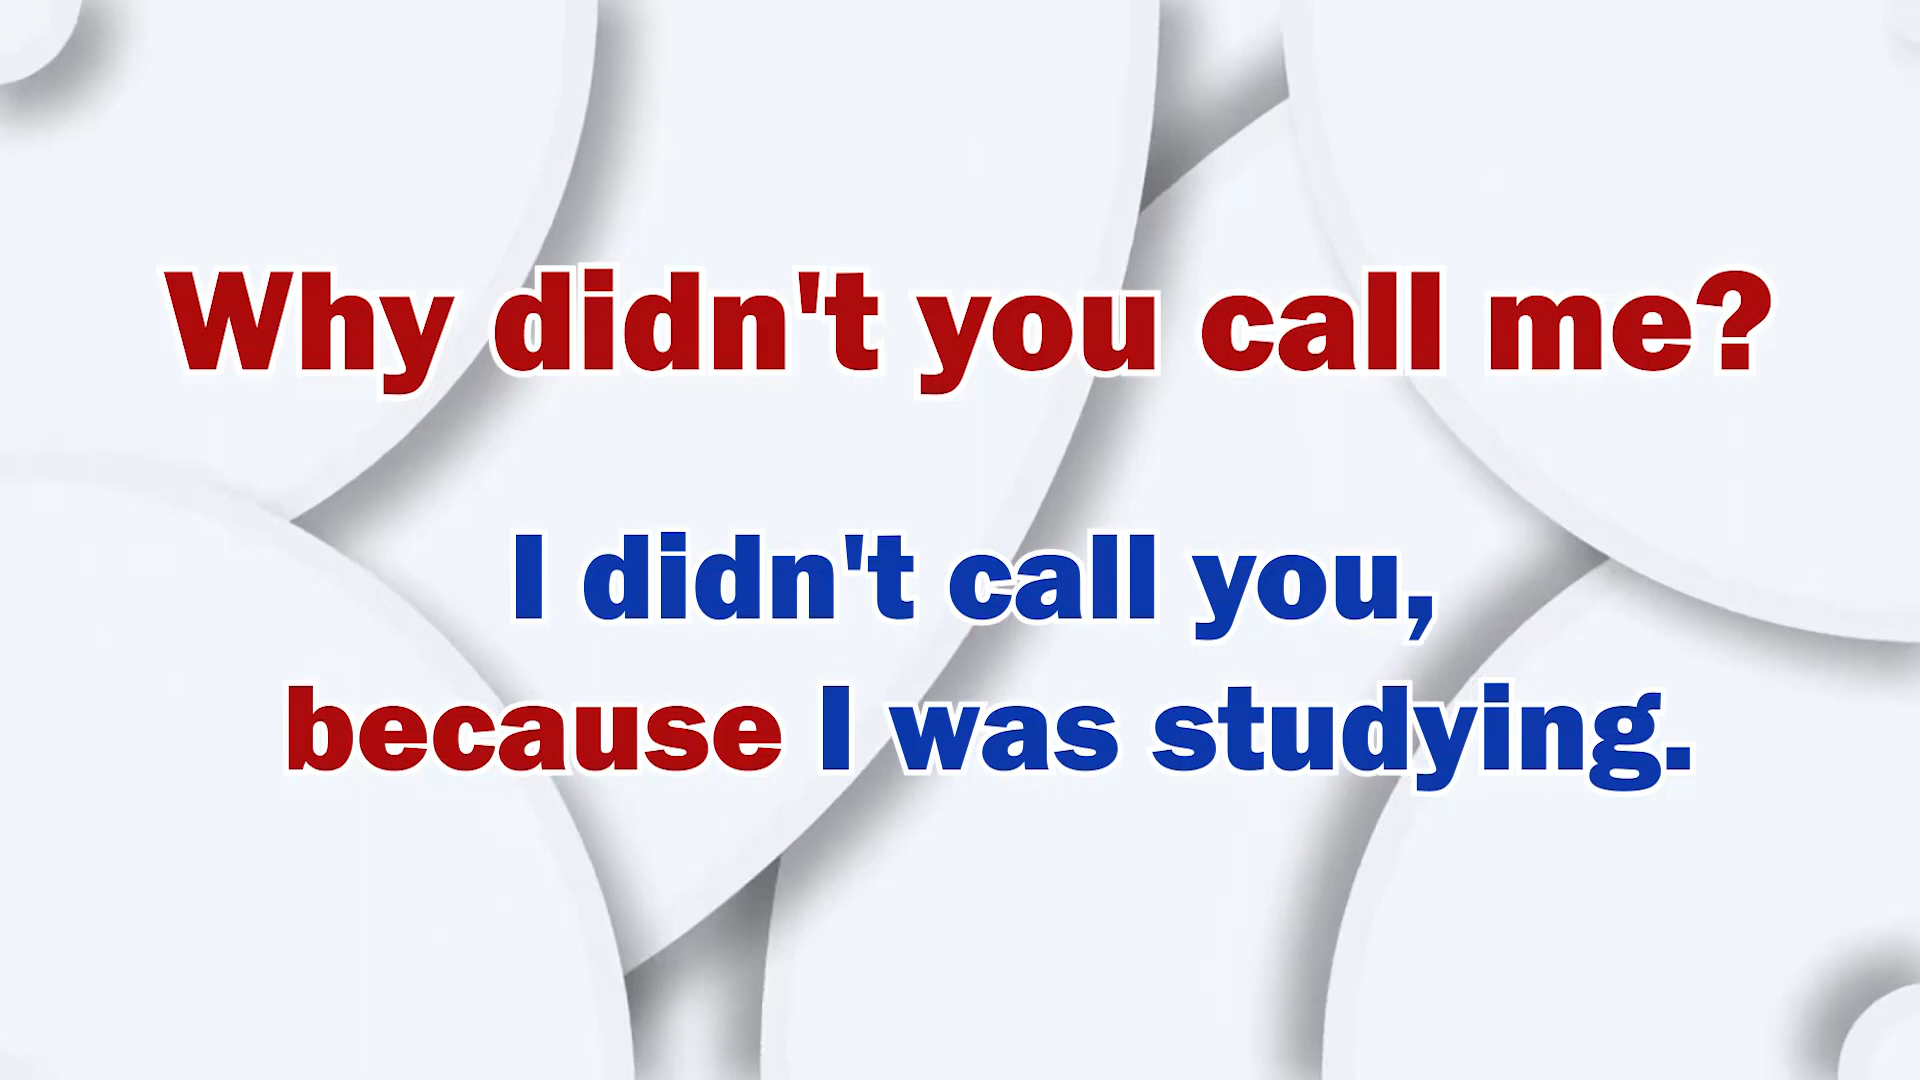 Why didn't you call me?
I didn't call you,
because I was studying.